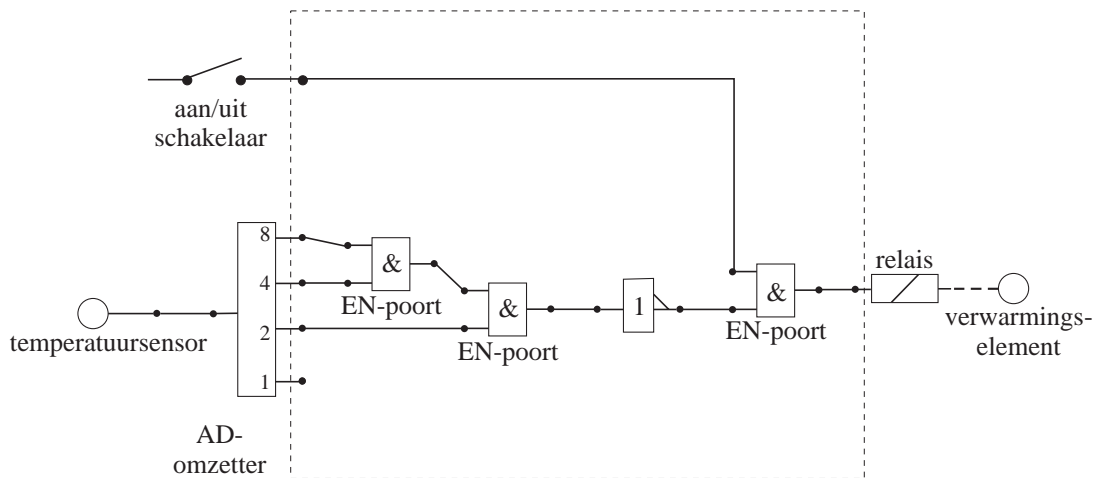 aan/uit
schakelaar
8
&
4
EN-poort
&
2
EN-poort
1
1
&
EN-poort
relais
temperatuursensor
verwarmings-
element
AD-
omzetter